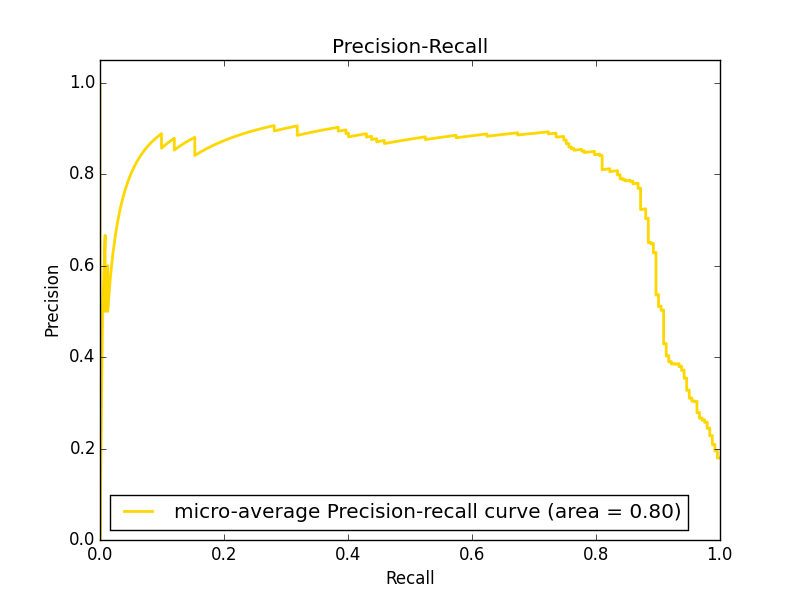 Precision-Recall
1.0
0.8
0.6
0.4
0.2
0.0
Precision
micro-average Precision-recall curve (area = 0.80)
0.0 0.2 0.4 0.6 0.8 1.0
Recall